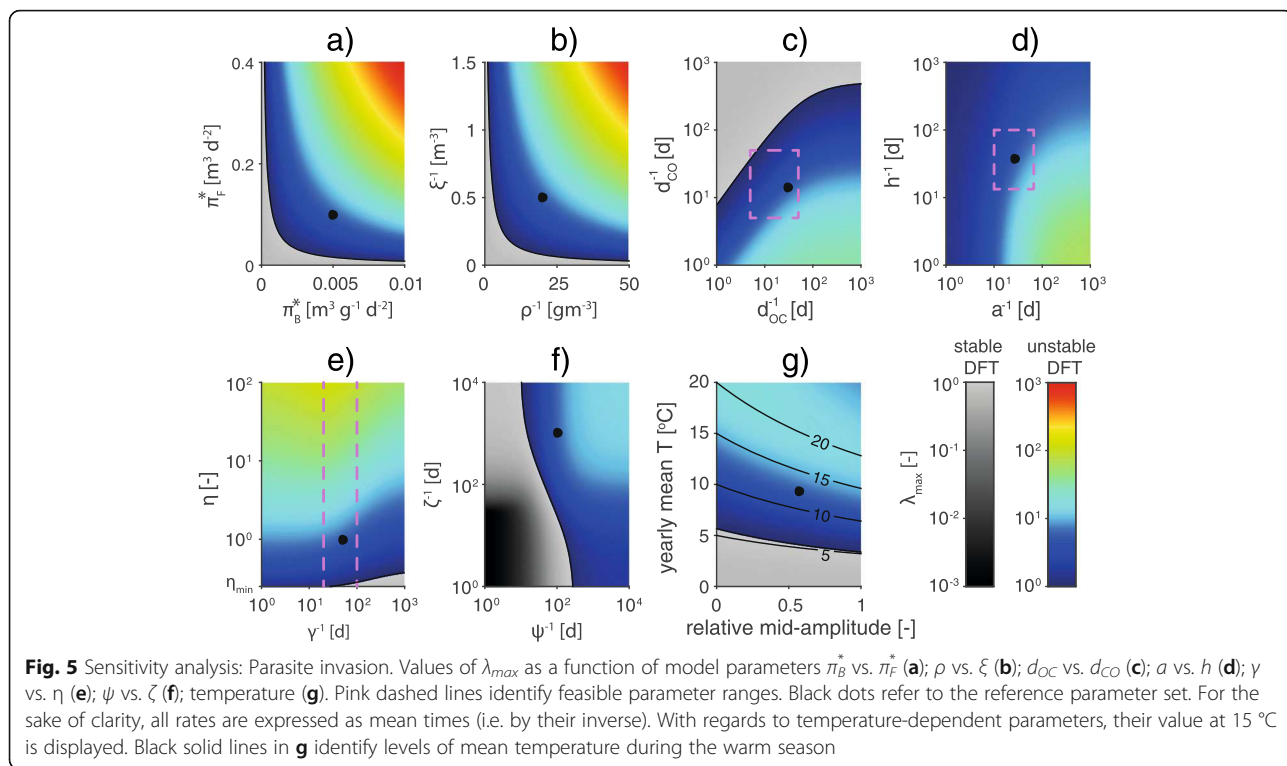 a)
b)
c)
d)
0.4
0.2
0
π*F [m³ d⁻²]
0
0.005
0.01
π*B [m³ g⁻¹ d⁻²]
1.5
1
0.5
0
ξ⁻¹ [m⁻³]
0
25
50
ρ⁻¹ [gm⁻³]
10³
10²
10¹
10⁰
d⁻¹CO [d]
10⁰
10¹
10²
10³
d⁻¹OC [d]
10³
10²
10¹
10⁰
h⁻¹ [d]
10⁰
10¹
10²
10³
a⁻¹ [d]
e)
f)
g)
10²
10¹
10⁰
ηmin
η [-]
10⁰
10¹
10²
10³
γ⁻¹ [d]
10⁴
10²
10⁰
ζ⁻¹ [d]
10⁰
10²
10⁴
ψ⁻¹ [d]
20
15
10
5
0
yearly mean T [°C]
20
15
10
5
0
0.5
1
relative mid-amplitude [-]
stable
DFT
unstable
DFT
λmax [-]
10⁰
10⁻¹
10⁻²
10⁻³
10³
10²
10¹
10⁰
Fig. 5 Sensitivity analysis: Parasite invasion. Values of λmax as a function of model parameters π*B vs. π*F (a); ρ vs. ξ (b); dOC vs. dCO (c); a vs. h (d); γ
vs. η (e); ψ vs. ζ (f); temperature (g). Pink dashed lines identify feasible parameter ranges. Black dots refer to the reference parameter set. For the
sake of clarity, all rates are expressed as mean times (i.e. by their inverse). With regards to temperature-dependent parameters, their value at 15 °C
is displayed. Black solid lines in g identify levels of mean temperature during the warm season